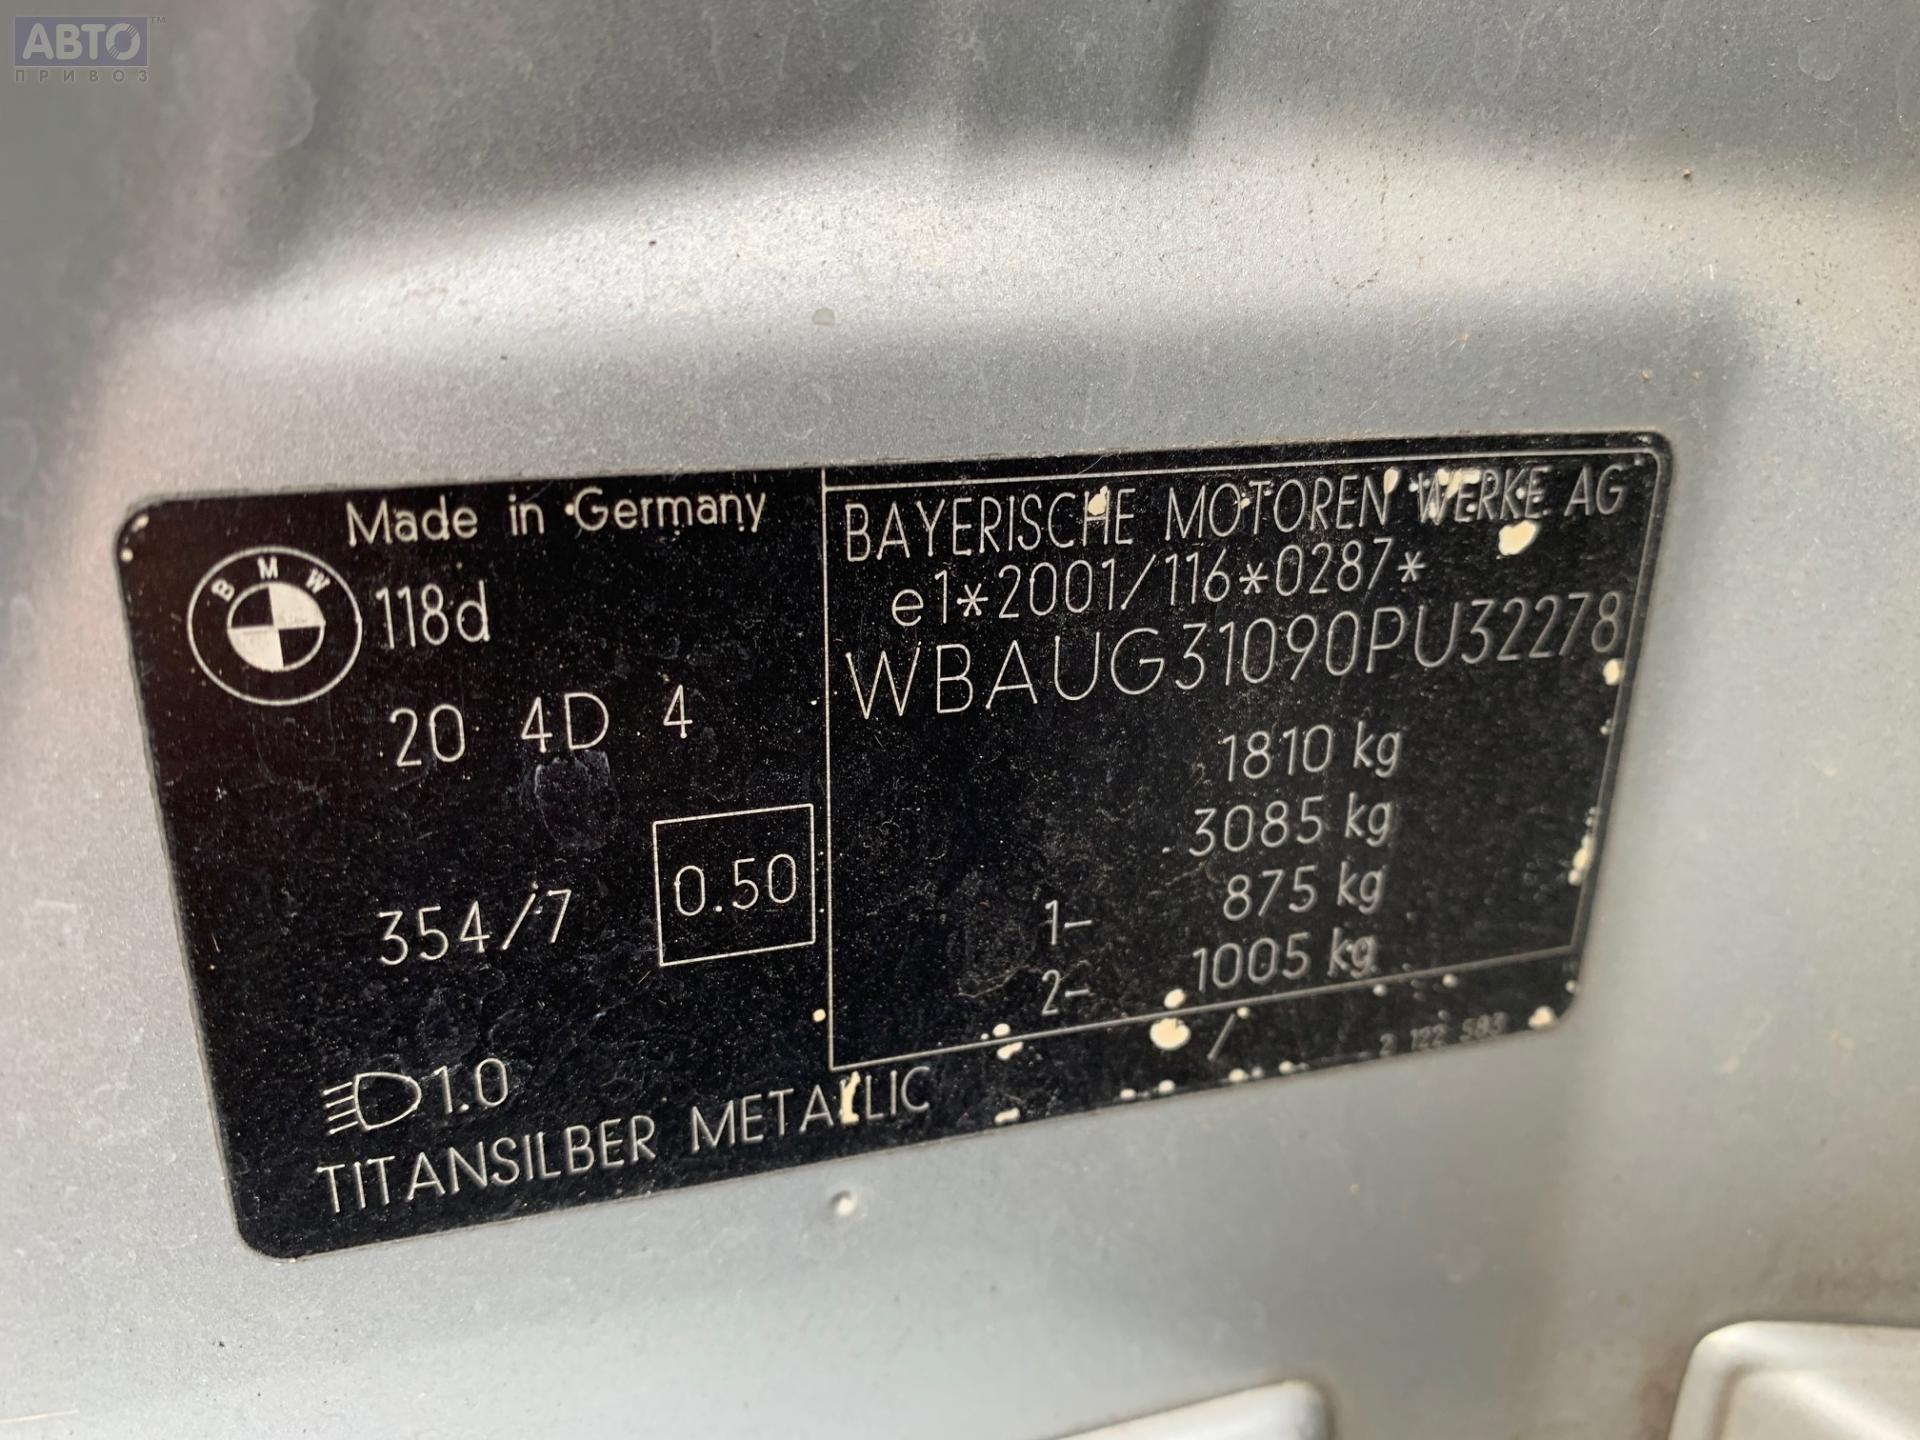 АВТО™
ПРИВОЗ
Made in Germany
BMW
118d
20 4D 4
354/7
0.50
1.0
TITANSILBER METALLIC
BAYERISCHE MOTOREN WERKE AG
e1*2001/116*0287*
WBAUG31090PU32278
1810 kg
3085 kg
1- 875 kg
2- 1005 kg
/
2 122 583